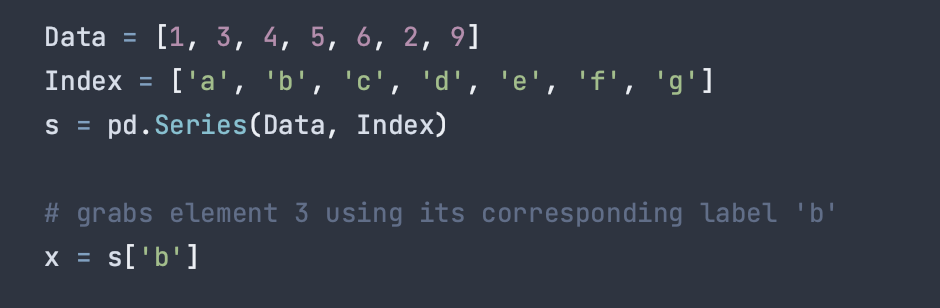 Data = [1, 3, 4, 5, 6, 2, 9]
Index = ['a', 'b', 'c', 'd', 'e', 'f', 'g']
s = pd.Series(Data, Index)
# grabs element 3 using its corresponding label 'b'
x = s['b']